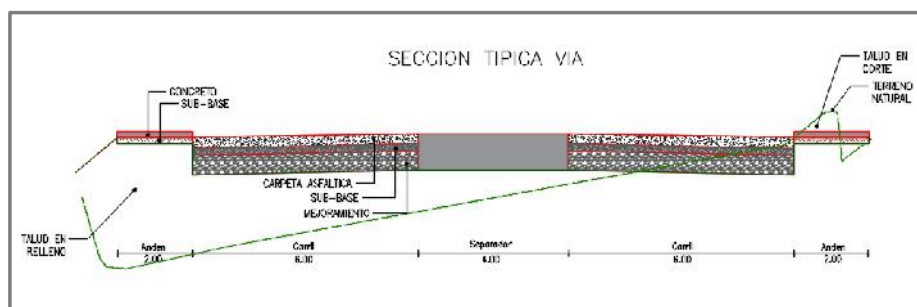 SECCION TIPICA VIA
TALUD EN
CORTE
TERRENO
NATURAL
CONCRETO
SUB-BASE
CARPETA ASFALTICA
SUB-BASE
MEJORAMIENTO
TALUD EN
RELLENO
Anden
2.00
Carril
6.00
Separador
4.00
Carril
6.00
Anden
2.00